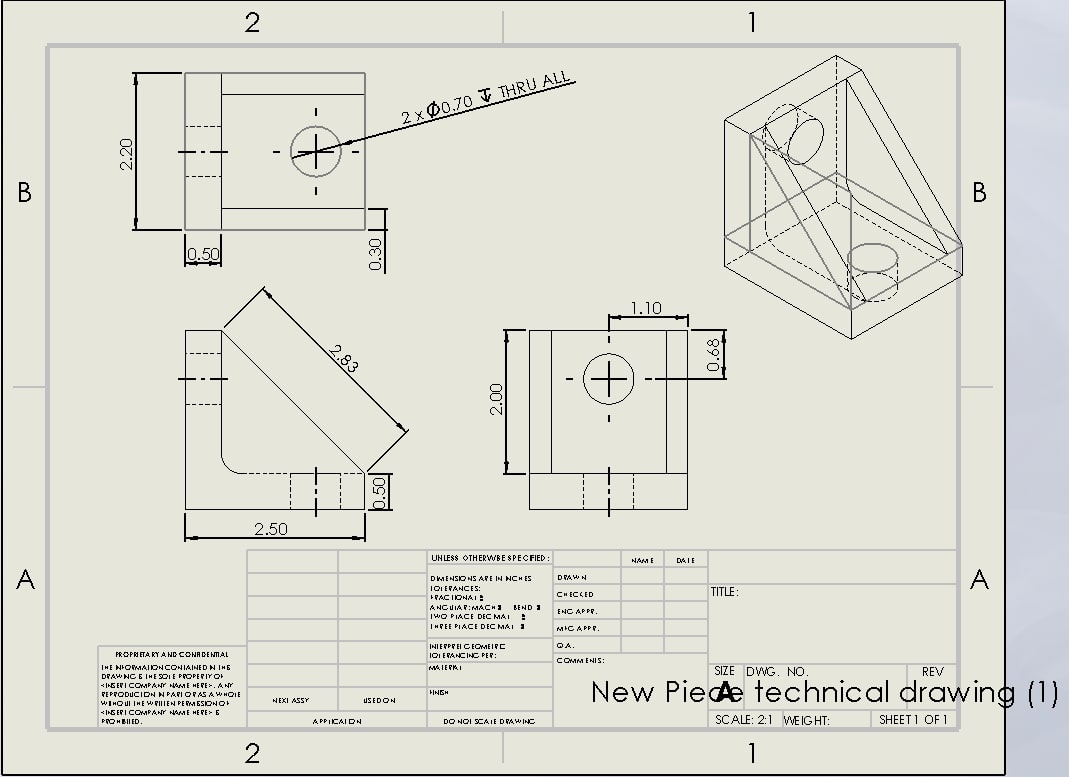 2
1
2 x Ø0.70 ↧ THRU ALL
2.20
B
B
0.50
0.30
1.10
2.83
0.68
2.00
0.50
2.50
A
A
UNLESS OTHERWISE SPECIFIED:
NAME
DATE
DIMENSIONS ARE IN INCHES
TOLERANCES:
FRACTIONAL ±
ANGULAR: MACH ± BEND ±
TWO PLACE DECIMAL ±
THREE PLACE DECIMAL ±
DRAWN
CHECKED
ENG APPR.
MFG APPR.
Q.A.
COMMENTS:
TITLE:
INTERPRET GEOMETRIC
TOLERANCING PER:
MATERIAL
FINISH
PROPRIETARY AND CONFIDENTIAL
THE INFORMATION CONTAINED IN THIS
DRAWING IS THE SOLE PROPERTY OF
<INSERT COMPANY NAME HERE>. ANY
REPRODUCTION IN PART OR AS A WHOLE
WITHOUT THE WRITTEN PERMISSION OF
<INSERT COMPANY NAME HERE> IS
PROHIBITED.
NEXT ASSY
USED ON
APPLICATION
DO NOT SCALE DRAWING
SIZE
DWG. NO.
REV
A
New Piece technical drawing (1)
SCALE: 2:1
WEIGHT:
SHEET 1 OF 1
2
1